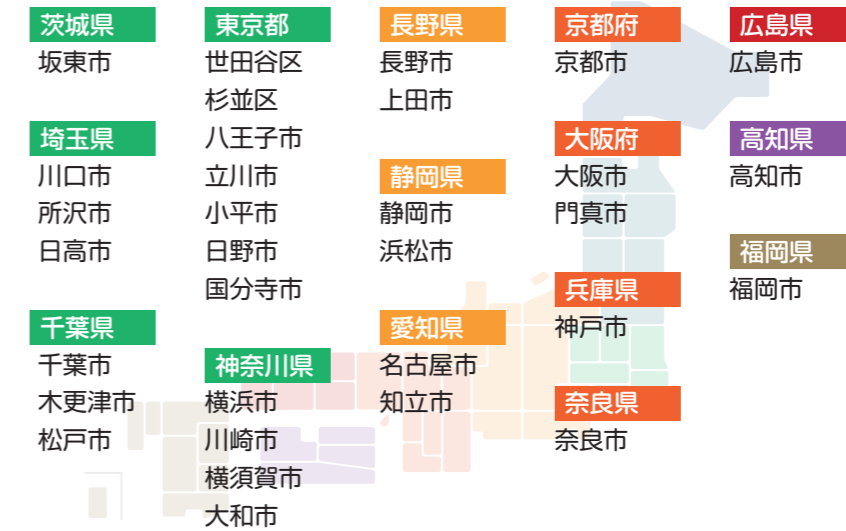 茨城県
坂東市
埼玉県
川口市
所沢市
日高市
千葉県
千葉市
木更津市
松戸市
東京都
世田谷区
杉並区
八王子市
立川市
小平市
日野市
国分寺市
神奈川県
横浜市
川崎市
横須賀市
大和市
長野県
長野市
上田市
静岡県
静岡市
浜松市
愛知県
名古屋市
知立市
京都府
京都市
大阪府
大阪市
門真市
兵庫県
神戸市
奈良県
奈良市
広島県
広島市
高知県
高知市
福岡県
福岡市